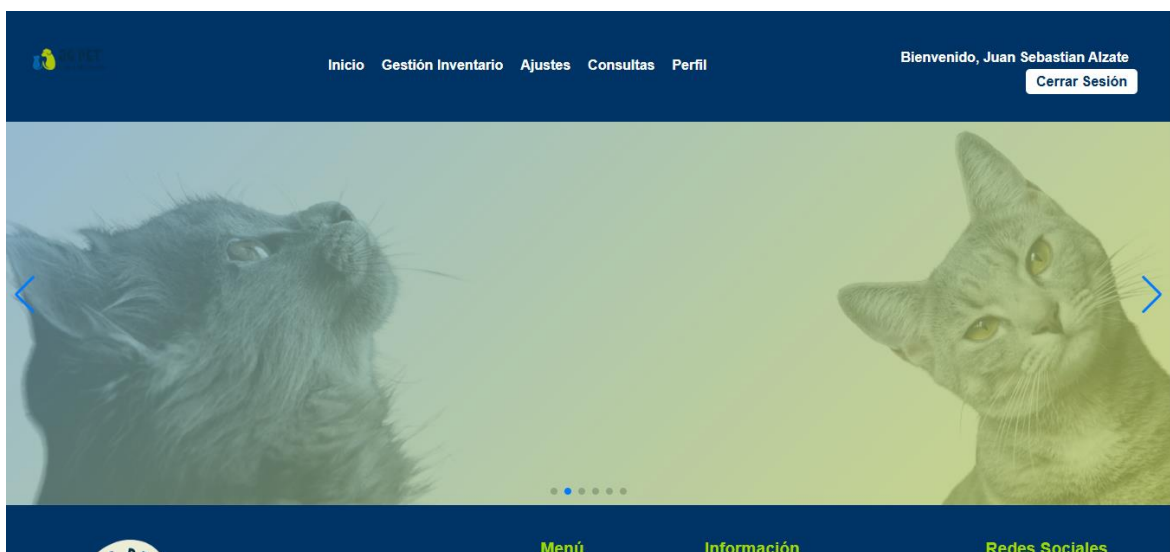 Inicio Gestión Inventario Ajustes Consultas Perfil
Bienvenido, Juan Sebastian Alzate
Cerrar Sesión
Menú Información Redes Sociales